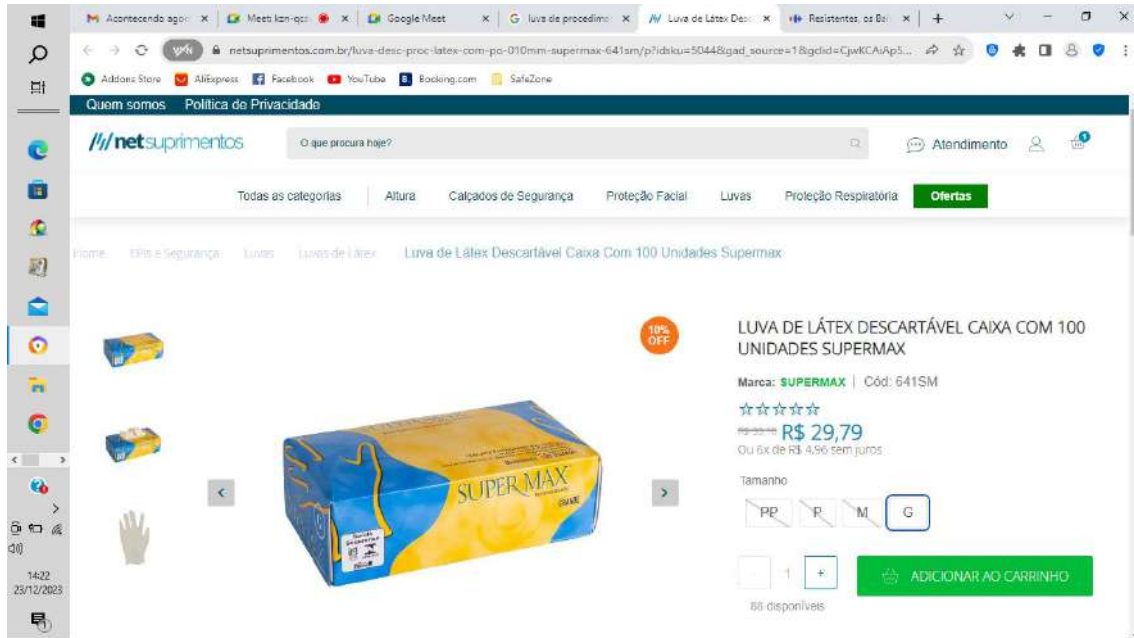 Acontecendo agor
Meet: kzn-qcs
Google Meet
luva de procedime
Luva de Látex Desc
Resistentes, os Bal
netsuprimentos.com.br/luva-desc-proc-latex-com-po-010mm-supermax-641sm/p?idsku=5044&gad_source=1&gclid=CjwKCAiAp5...
VPN
Addons Store AliExpress Facebook YouTube Booking.com SafeZone
Quem somos Política de Privacidade
netsuprimentos
O que procura hoje?
Atendimento
1
Todas as categorias Altura Calçados de Segurança Proteção Facial Luvas Proteção Respiratória Ofertas
Home EPIs e Segurança Luvas Luvas de Látex Luva de Látex Descartável Caixa Com 100 Unidades Supermax
10%
OFF
SUPERMAX
LUVA DE LÁTEX DESCARTÁVEL CAIXA COM 100
UNIDADES SUPERMAX
Marca: SUPERMAX | Cód: 641SM
R$ 29,79
Ou 6x de R$ 4,96 sem juros
Tamanho
PP P M G
- 1 +
ADICIONAR AO CARRINHO
88 disponíveis
14:22
23/12/2023